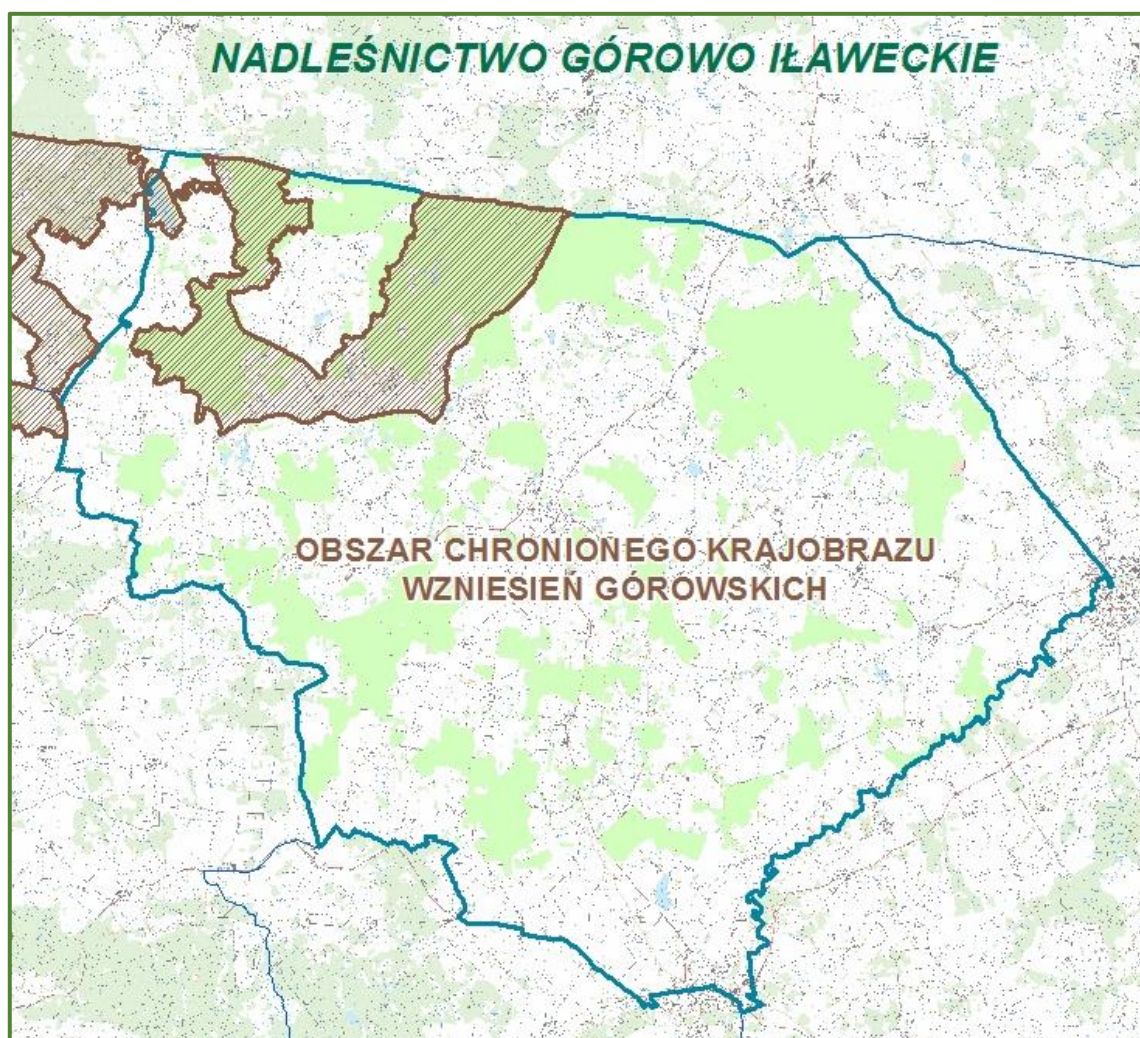 NADLEŚNICTWO GÓROWO IŁAWECKIE
OBSZAR CHRONIONEGO KRAJOBRAZU
WZNIESIEŃ GÓROWSKICH